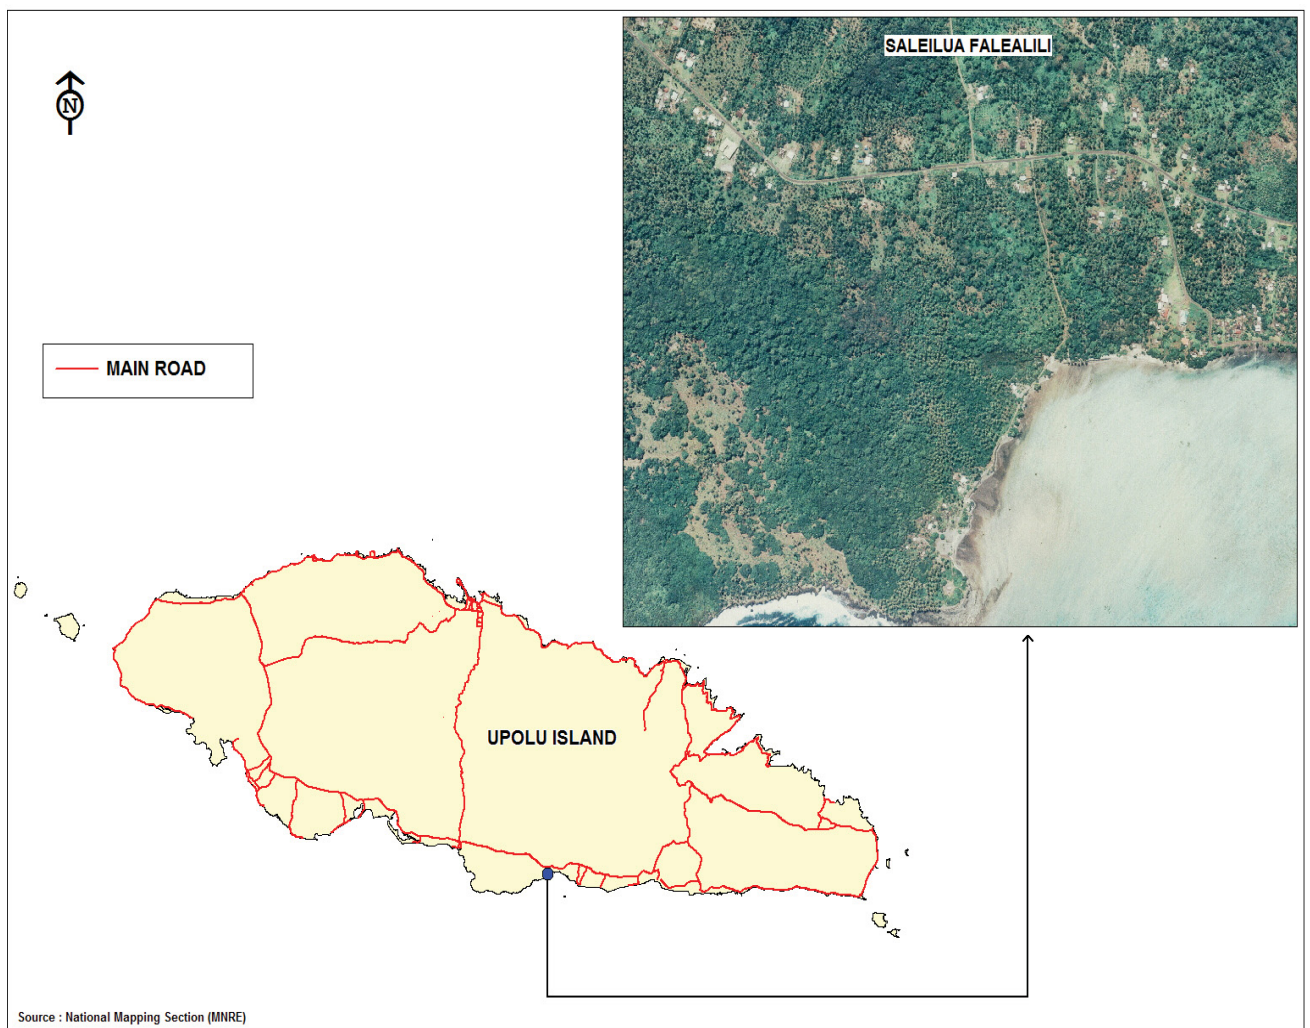 SALEILUA FALEALILI
N
MAIN ROAD
UPOLU ISLAND
Source : National Mapping Section (MNRE)